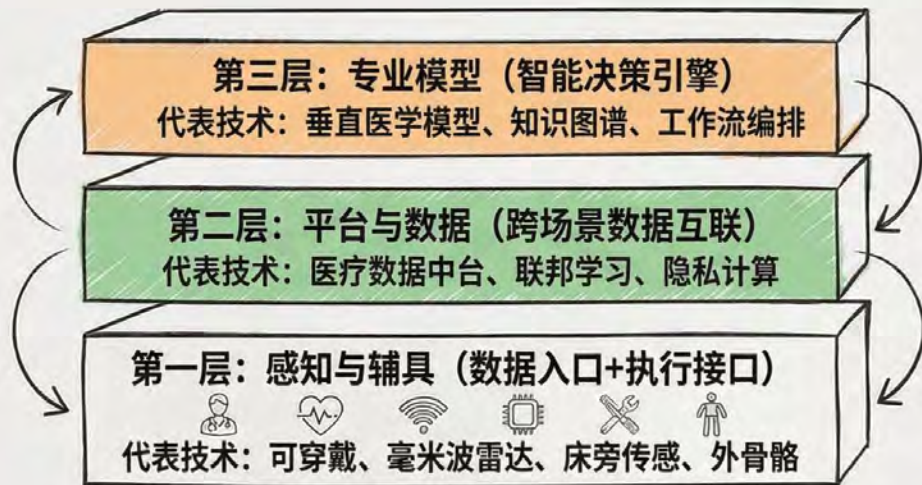 第三层：专业模型（智能决策引擎）
代表技术：垂直医学模型、知识图谱、工作流编排
第二层：平台与数据（跨场景数据互联）
代表技术：医疗数据中台、联邦学习、隐私计算
第一层：感知与辅具（数据入口+执行接口）
代表技术：可穿戴、毫米波雷达、床旁传感、外骨骼